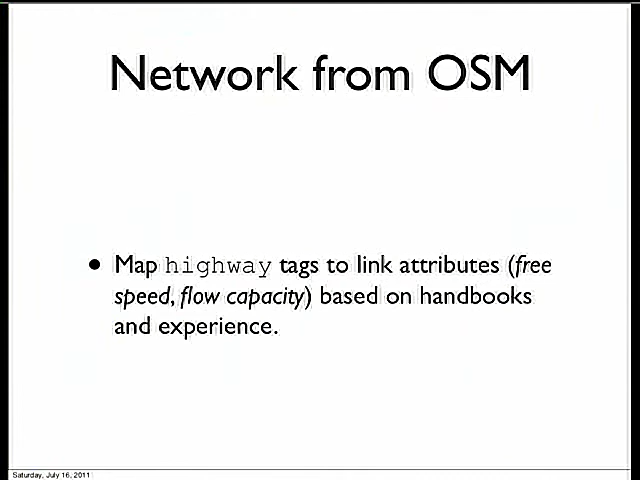 Network from OSM
• Map highway tags to link attributes (free
speed, flow capacity) based on handbooks
and experience.
Saturday, July 16, 2011